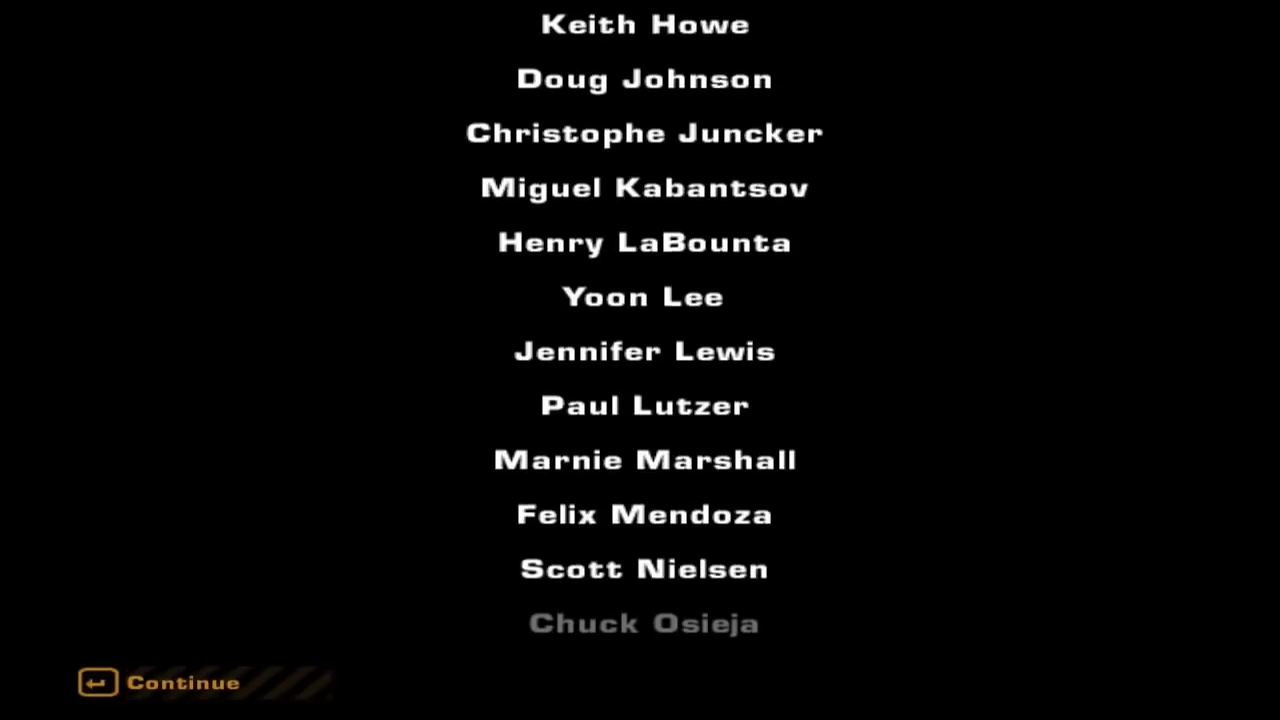 Keith Howe
Doug Johnson
Christophe Juncker
Miguel Kabantsov
Henry LaBounta
Yoon Lee
Jennifer Lewis
Paul Lutzer
Marnie Marshall
Felix Mendoza
Scott Nielsen
Chuck Osieja
Continue